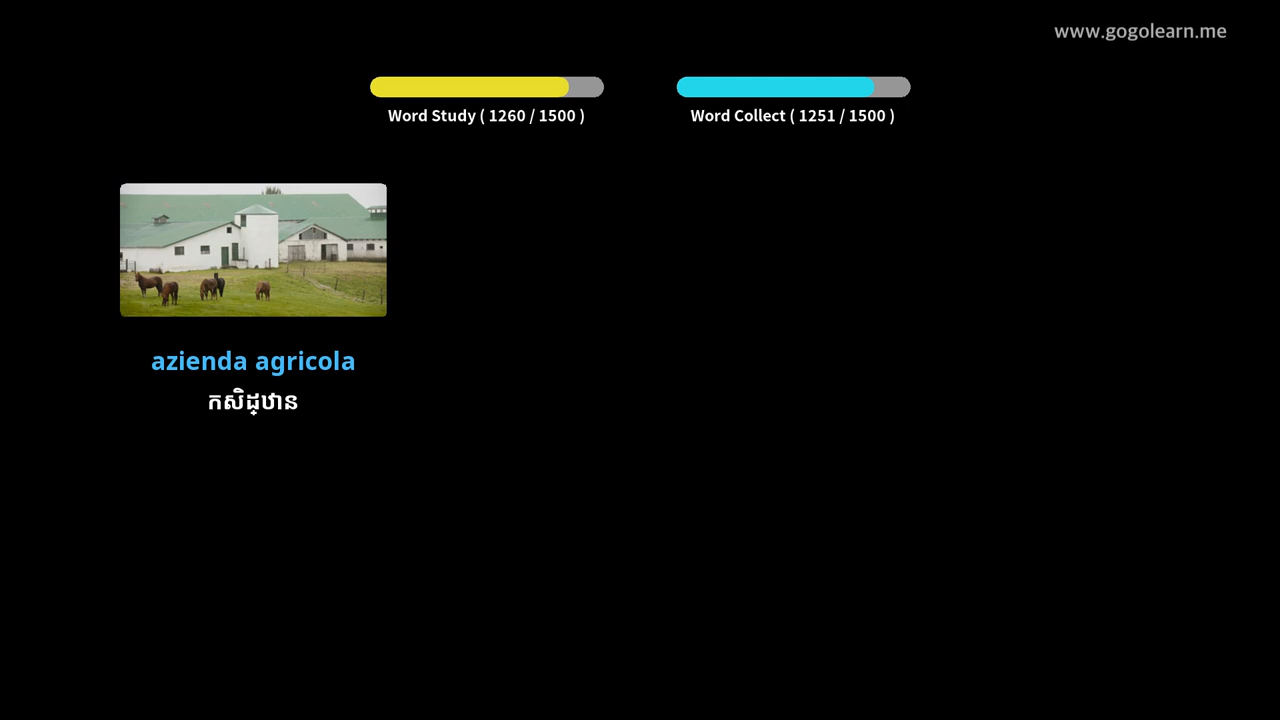 www.gogolearn.me
Word Study ( 1260 / 1500 )
Word Collect ( 1251 / 1500 )
azienda agricola
កសិដ្ឋាន